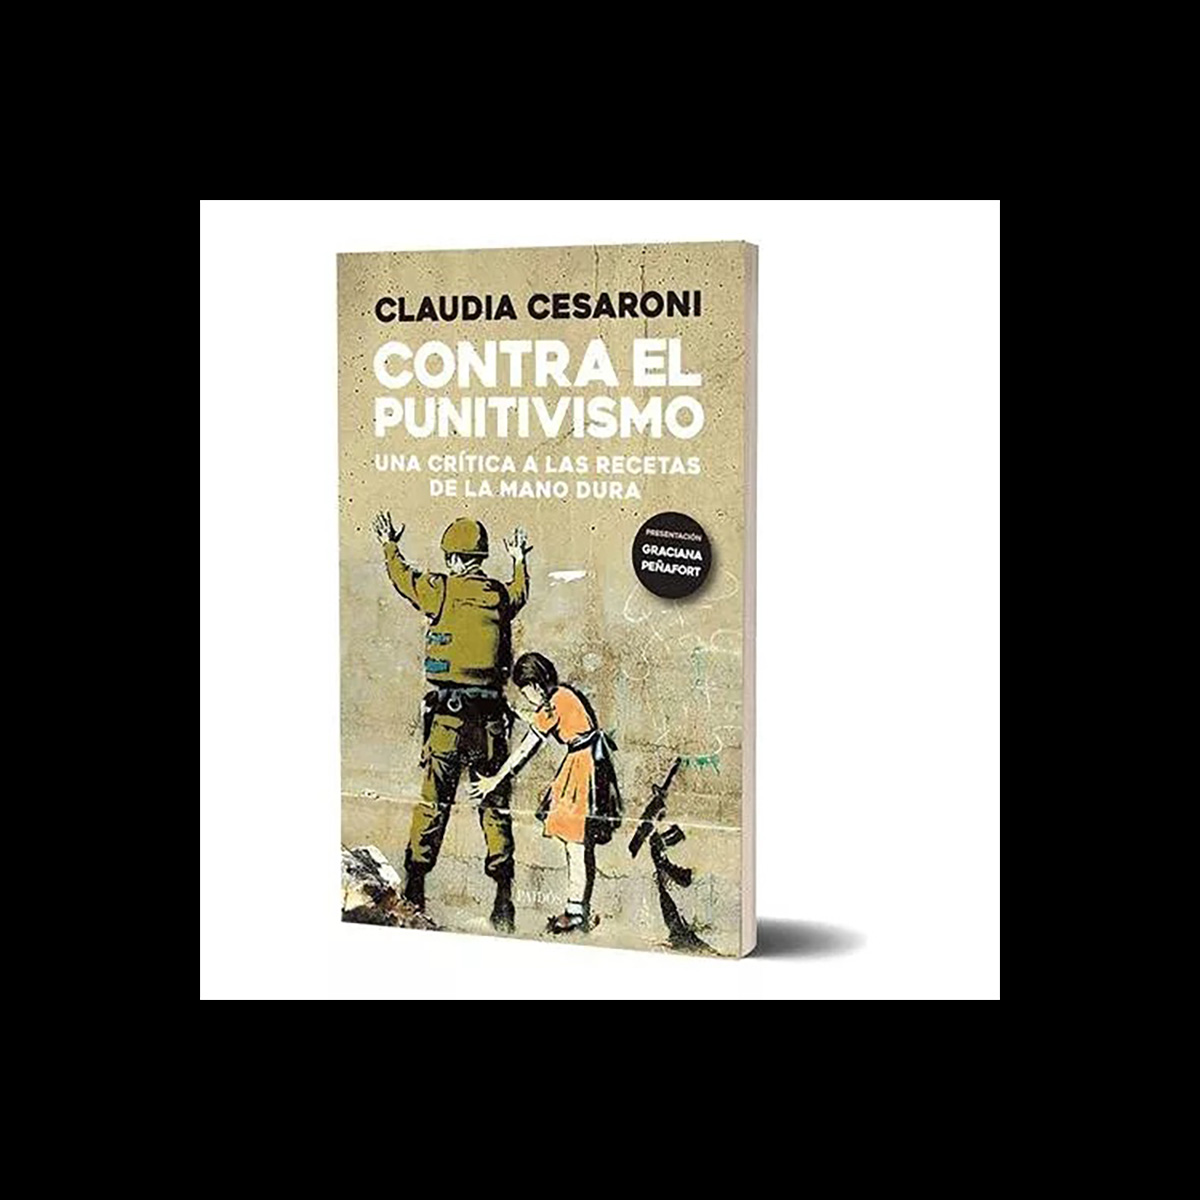 CLAUDIA CESARONI
CONTRA EL
PUNITIVISMO
UNA CRÍTICA A LAS RECETAS
DE LA MANO DURA
PRESENTACIÓN
GRACIANA
PEÑAFORT
PAIDÓS